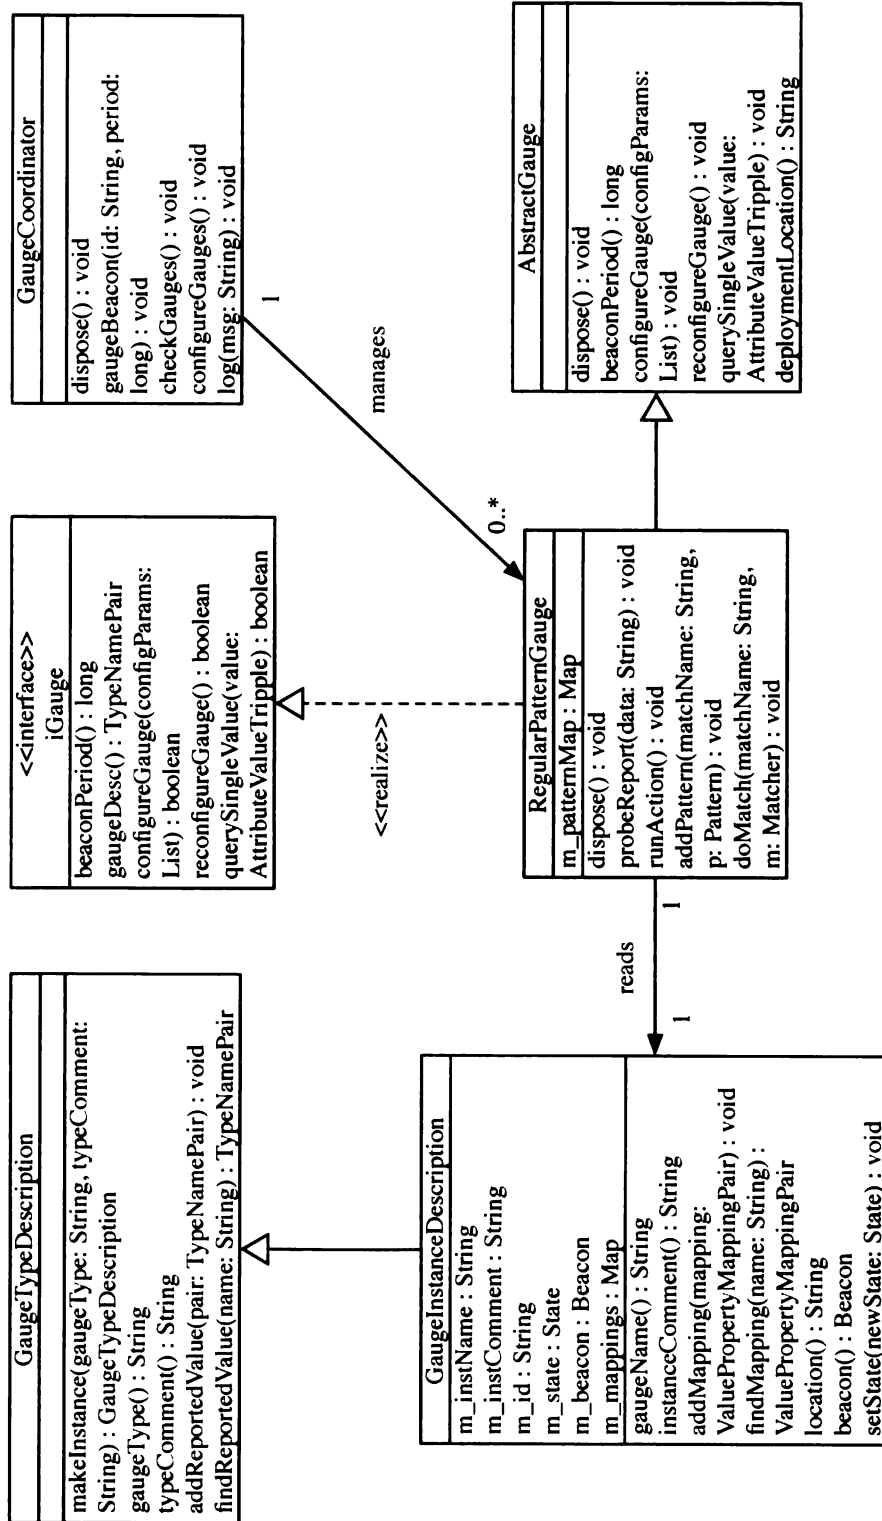 GaugeTypeDescription
makeInstance(gaugeType: String, typeComment:
String) : GaugeTypeDescription
gaugeType() : String
typeComment() : String
addReportedValue(pair: TypeNamePair) : void
findReportedValue(name: String) : TypeNamePair
<<interface>>
iGauge
beaconPeriod() : long
gaugeDesc() : TypeNamePair
configureGauge(configParams:
List) : boolean
reconfigureGauge() : boolean
querySingleValue(value:
AttributeValueTripple) : boolean
GaugeCoordinator
dispose() : void
gaugeBeacon(id: String, period:
long) : void
checkGauges() : void
configureGauges() : void
log(msg: String) : void
1
manages
0..*
<<realize>>
GaugeInstanceDescription
m_instName : String
m_instComment : String
m_id : String
m_state : State
m_beacon : Beacon
m_mappings : Map
gaugeName() : String
instanceComment() : String
addMapping(mapping:
ValuePropertyMappingPair) : void
findMapping(name: String) :
ValuePropertyMappingPair
location() : String
beacon() : Beacon
setState(newState: State) : void
1
reads
1
RegularPatternGauge
m_patternMap : Map
dispose() : void
probeReport(data: String) : void
runAction() : void
addPattern(matchName: String,
p: Pattern) : void
doMatch(matchName: String,
m: Matcher) : void
AbstractGauge
dispose() : void
beaconPeriod() : long
configureGauge(configParams:
List) : void
reconfigureGauge() : void
querySingleValue(value:
AttributeValueTripple) : void
deploymentLocation() : String